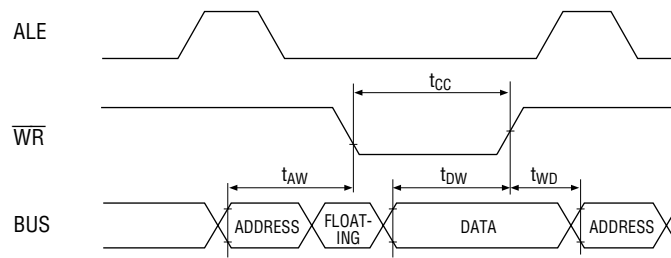 ALE
tCC
WR
tAW
tDW
tWD
BUS
ADDRESS
FLOAT-
ING
DATA
ADDRESS